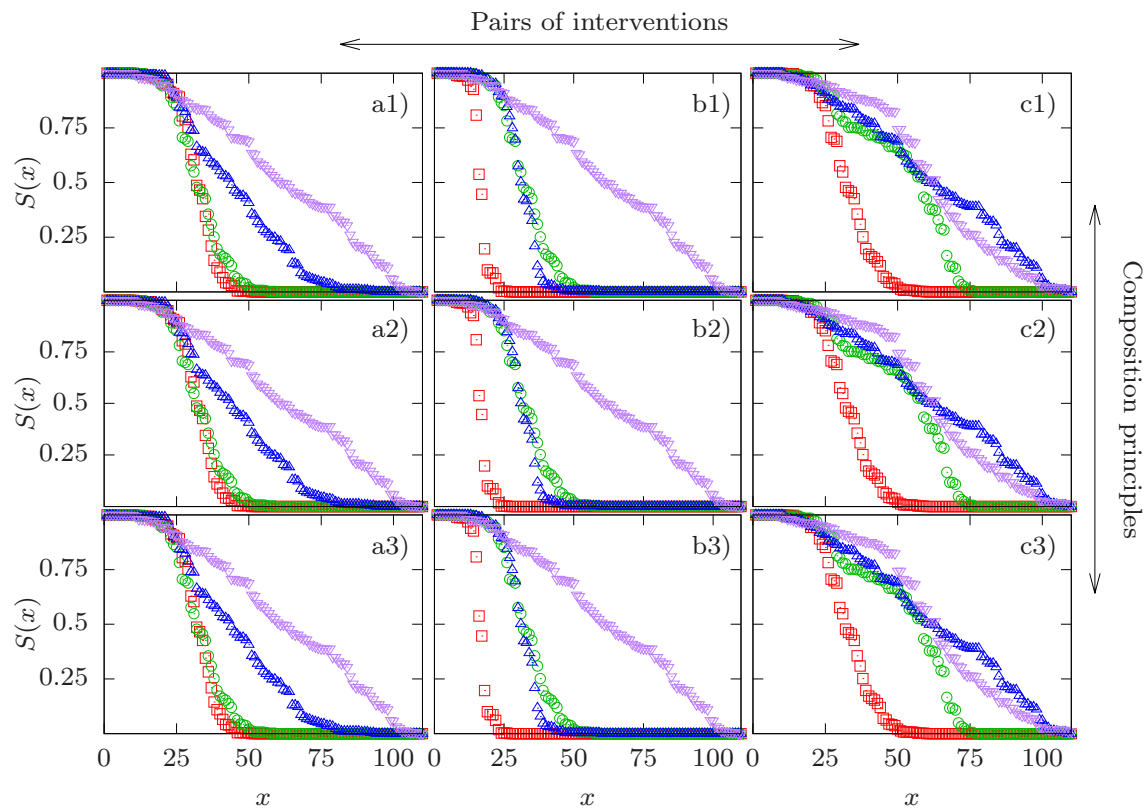 Pairs of interventions
a1) b1) c1)
0.75
0.5
0.25
S(x)
a2) b2) c2)
0.75
0.5
0.25
S(x)
a3) b3) c3)
0.75
0.5
0.25
S(x)
Composition principles
0 25 50 75 100 0 25 50 75 100 0 25 50 75 100
x x x